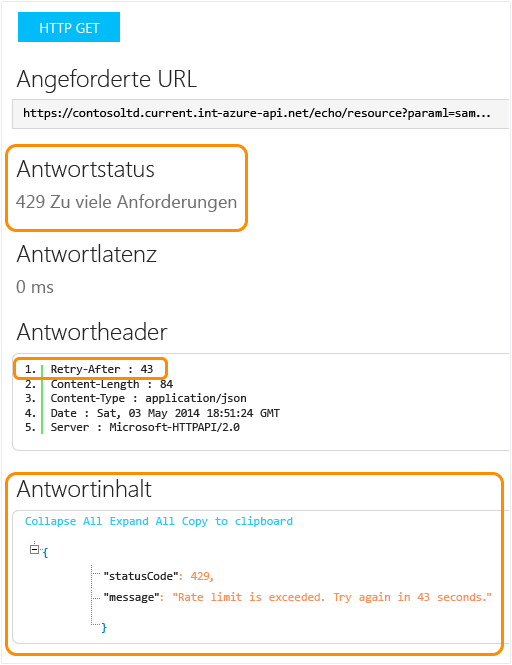 HTTP GET
Angeforderte URL
https://contosoltd.current.int-azure-api.net/echo/resource?paraml=sam...
Antwortstatus
429 Zu viele Anforderungen
Antwortlatenz
0 ms
Antwortheader
1. Retry-After : 43
2. Content-Length : 84
3. Content-Type : application/json
4. Date : Sat, 03 May 2014 18:51:24 GMT
5. Server : Microsoft-HTTPAPI/2.0
Antwortinhalt
Collapse All Expand All Copy to clipboard
{
"statusCode": 429,
"message": "Rate limit is exceeded. Try again in 43 seconds."
}